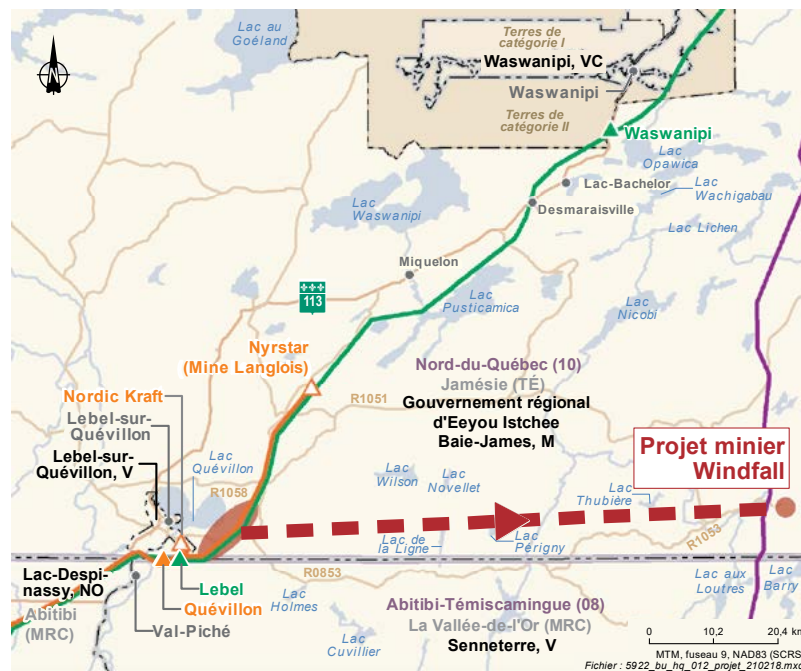 Lac au
Goéland
Terres de
catégorie I
Waswanipi, VC
Waswanipi
Terres de
catégorie II
Waswanipi
Lac
Opawica
Lac-Bachelor
Lac
Wachigabau
Lac
Waswanipi
Desmaraisville
Lac Lichen
Miquelon
113
Lac
Pusticamica
Lac
Nicobi
Nyrstar
(Mine Langlois)
Nord-du-Québec (10)
Jamésie (TÉ)
Gouvernement régional
d'Eeyou Istchee
Baie-James, M
R1051
Nordic Kraft
Lebel-sur-
Quévillon
Lebel-sur-
Quévillon, V
Lac
Quévillon
R1058
Projet minier
Windfall
Lac
Wilson
Lac
Novellet
Lac
Thubière
Lac de
la Ligne
Lac
Périgny
R1053
Lac-Despi-
nassy, NO
Lebel
Quévillon
R0853
Abitibi
(MRC)
Val-Piché
Lac
Holmes
Lac
Cuvillier
Abitibi-Témiscamingue (08)
La Vallée-de-l'Or (MRC)
Senneterre, V
Lac aux
Loutres
Lac
Barry
0 10,2 20,4 km
MTM, fuseau 9, NAD83 (SCRS
Fichier : 5922_bu_hq_012_projet_210218.mxd